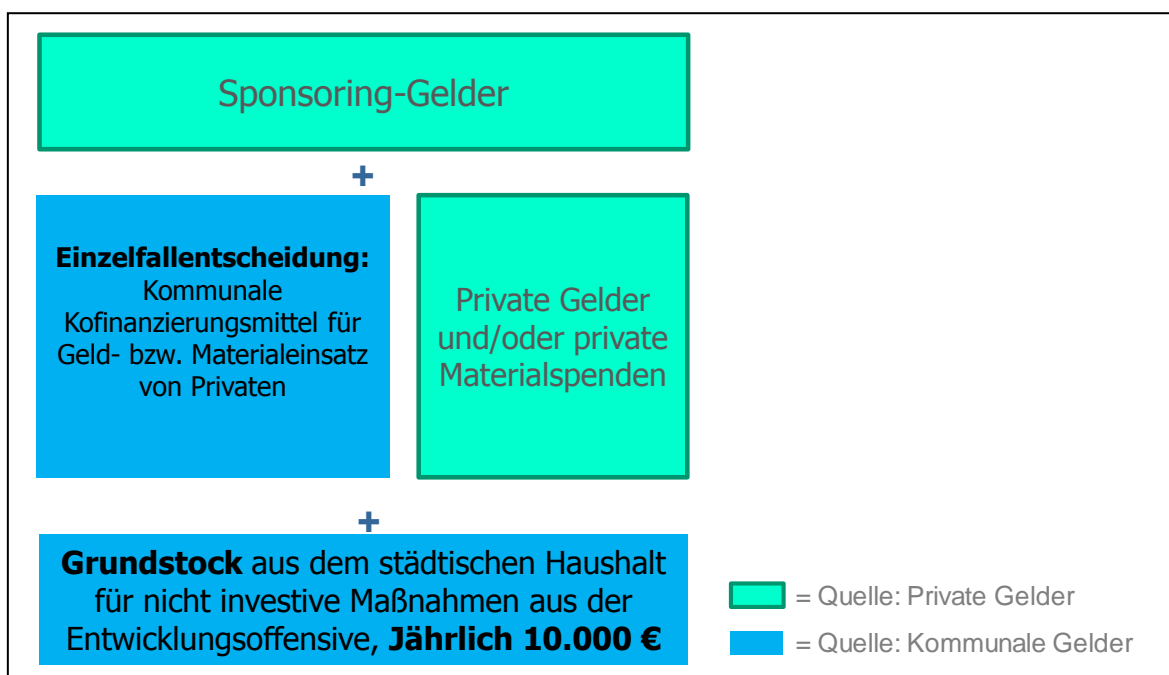 Sponsoring-Gelder
+
Einzelfallentscheidung:
Kommunale
Kofinanzierungsmittel für
Geld- bzw. Materialeinsatz
von Privaten
Private Gelder
und/oder private
Materialspenden
+
Grundstock aus dem städtischen Haushalt
für nicht investive Maßnahmen aus der
Entwicklungsoffensive, Jährlich 10.000 €
= Quelle: Private Gelder
= Quelle: Kommunale Gelder